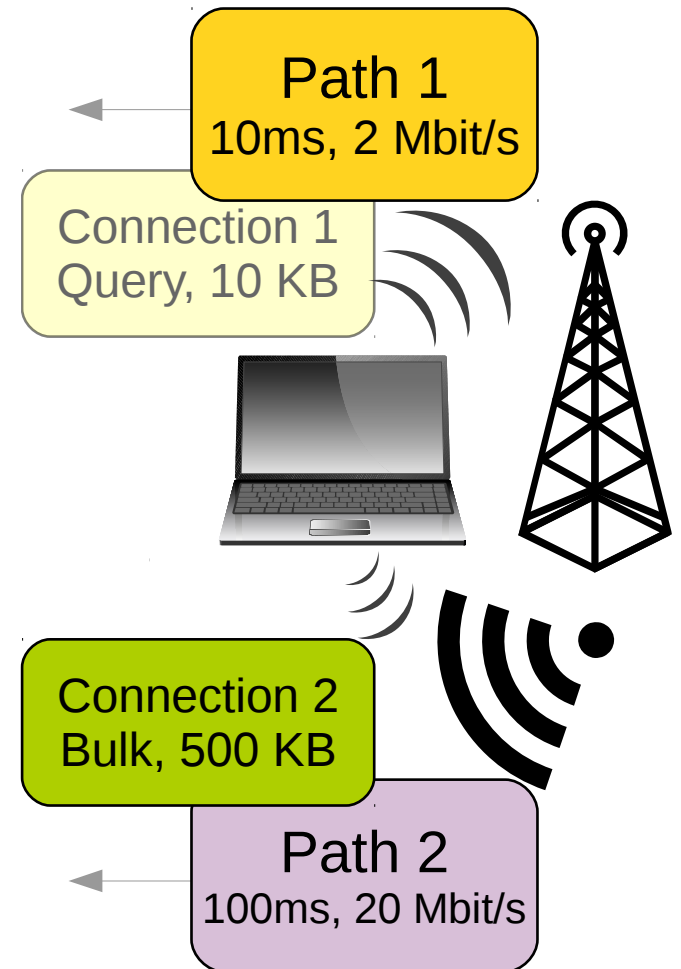 Path 1
10ms, 2 Mbit/s
Connection 1
Query, 10 KB
Connection 2
Bulk, 500 KB
Path 2
100ms, 20 Mbit/s